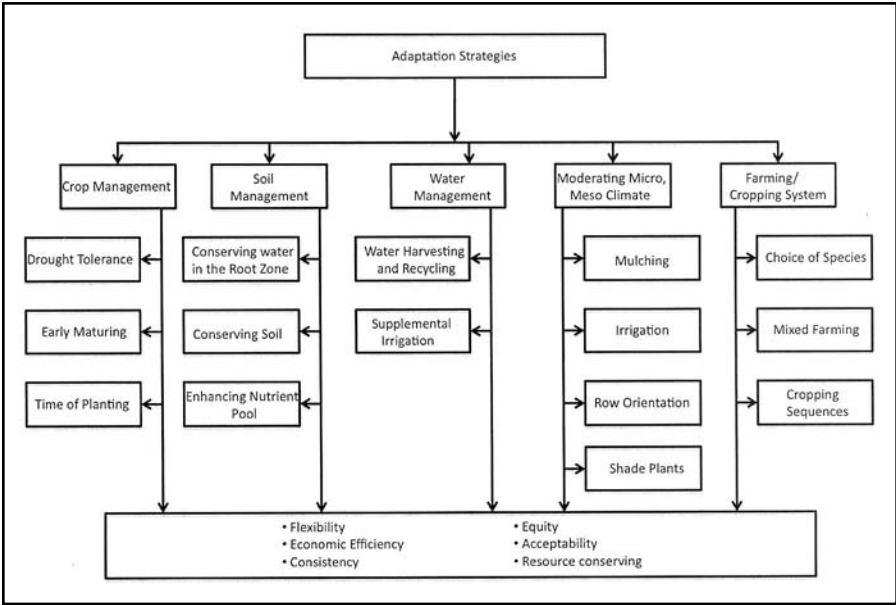 Adaptation Strategies
Crop Management
Soil
Management
Water
Management
Moderating Micro,
Meso Climate
Farming/
Cropping System
Drought Tolerance
Early Maturing
Time of Planting
Conserving water
in the Root Zone
Conserving Soil
Enhancing Nutrient
Pool
Water Harvesting
and Recycling
Supplemental
Irrigation
Mulching
Irrigation
Row Orientation
Shade Plants
Choice of Species
Mixed Farming
Cropping
Sequences
• Flexibility
• Economic Efficiency
• Consistency
• Equity
• Acceptability
• Resource conserving